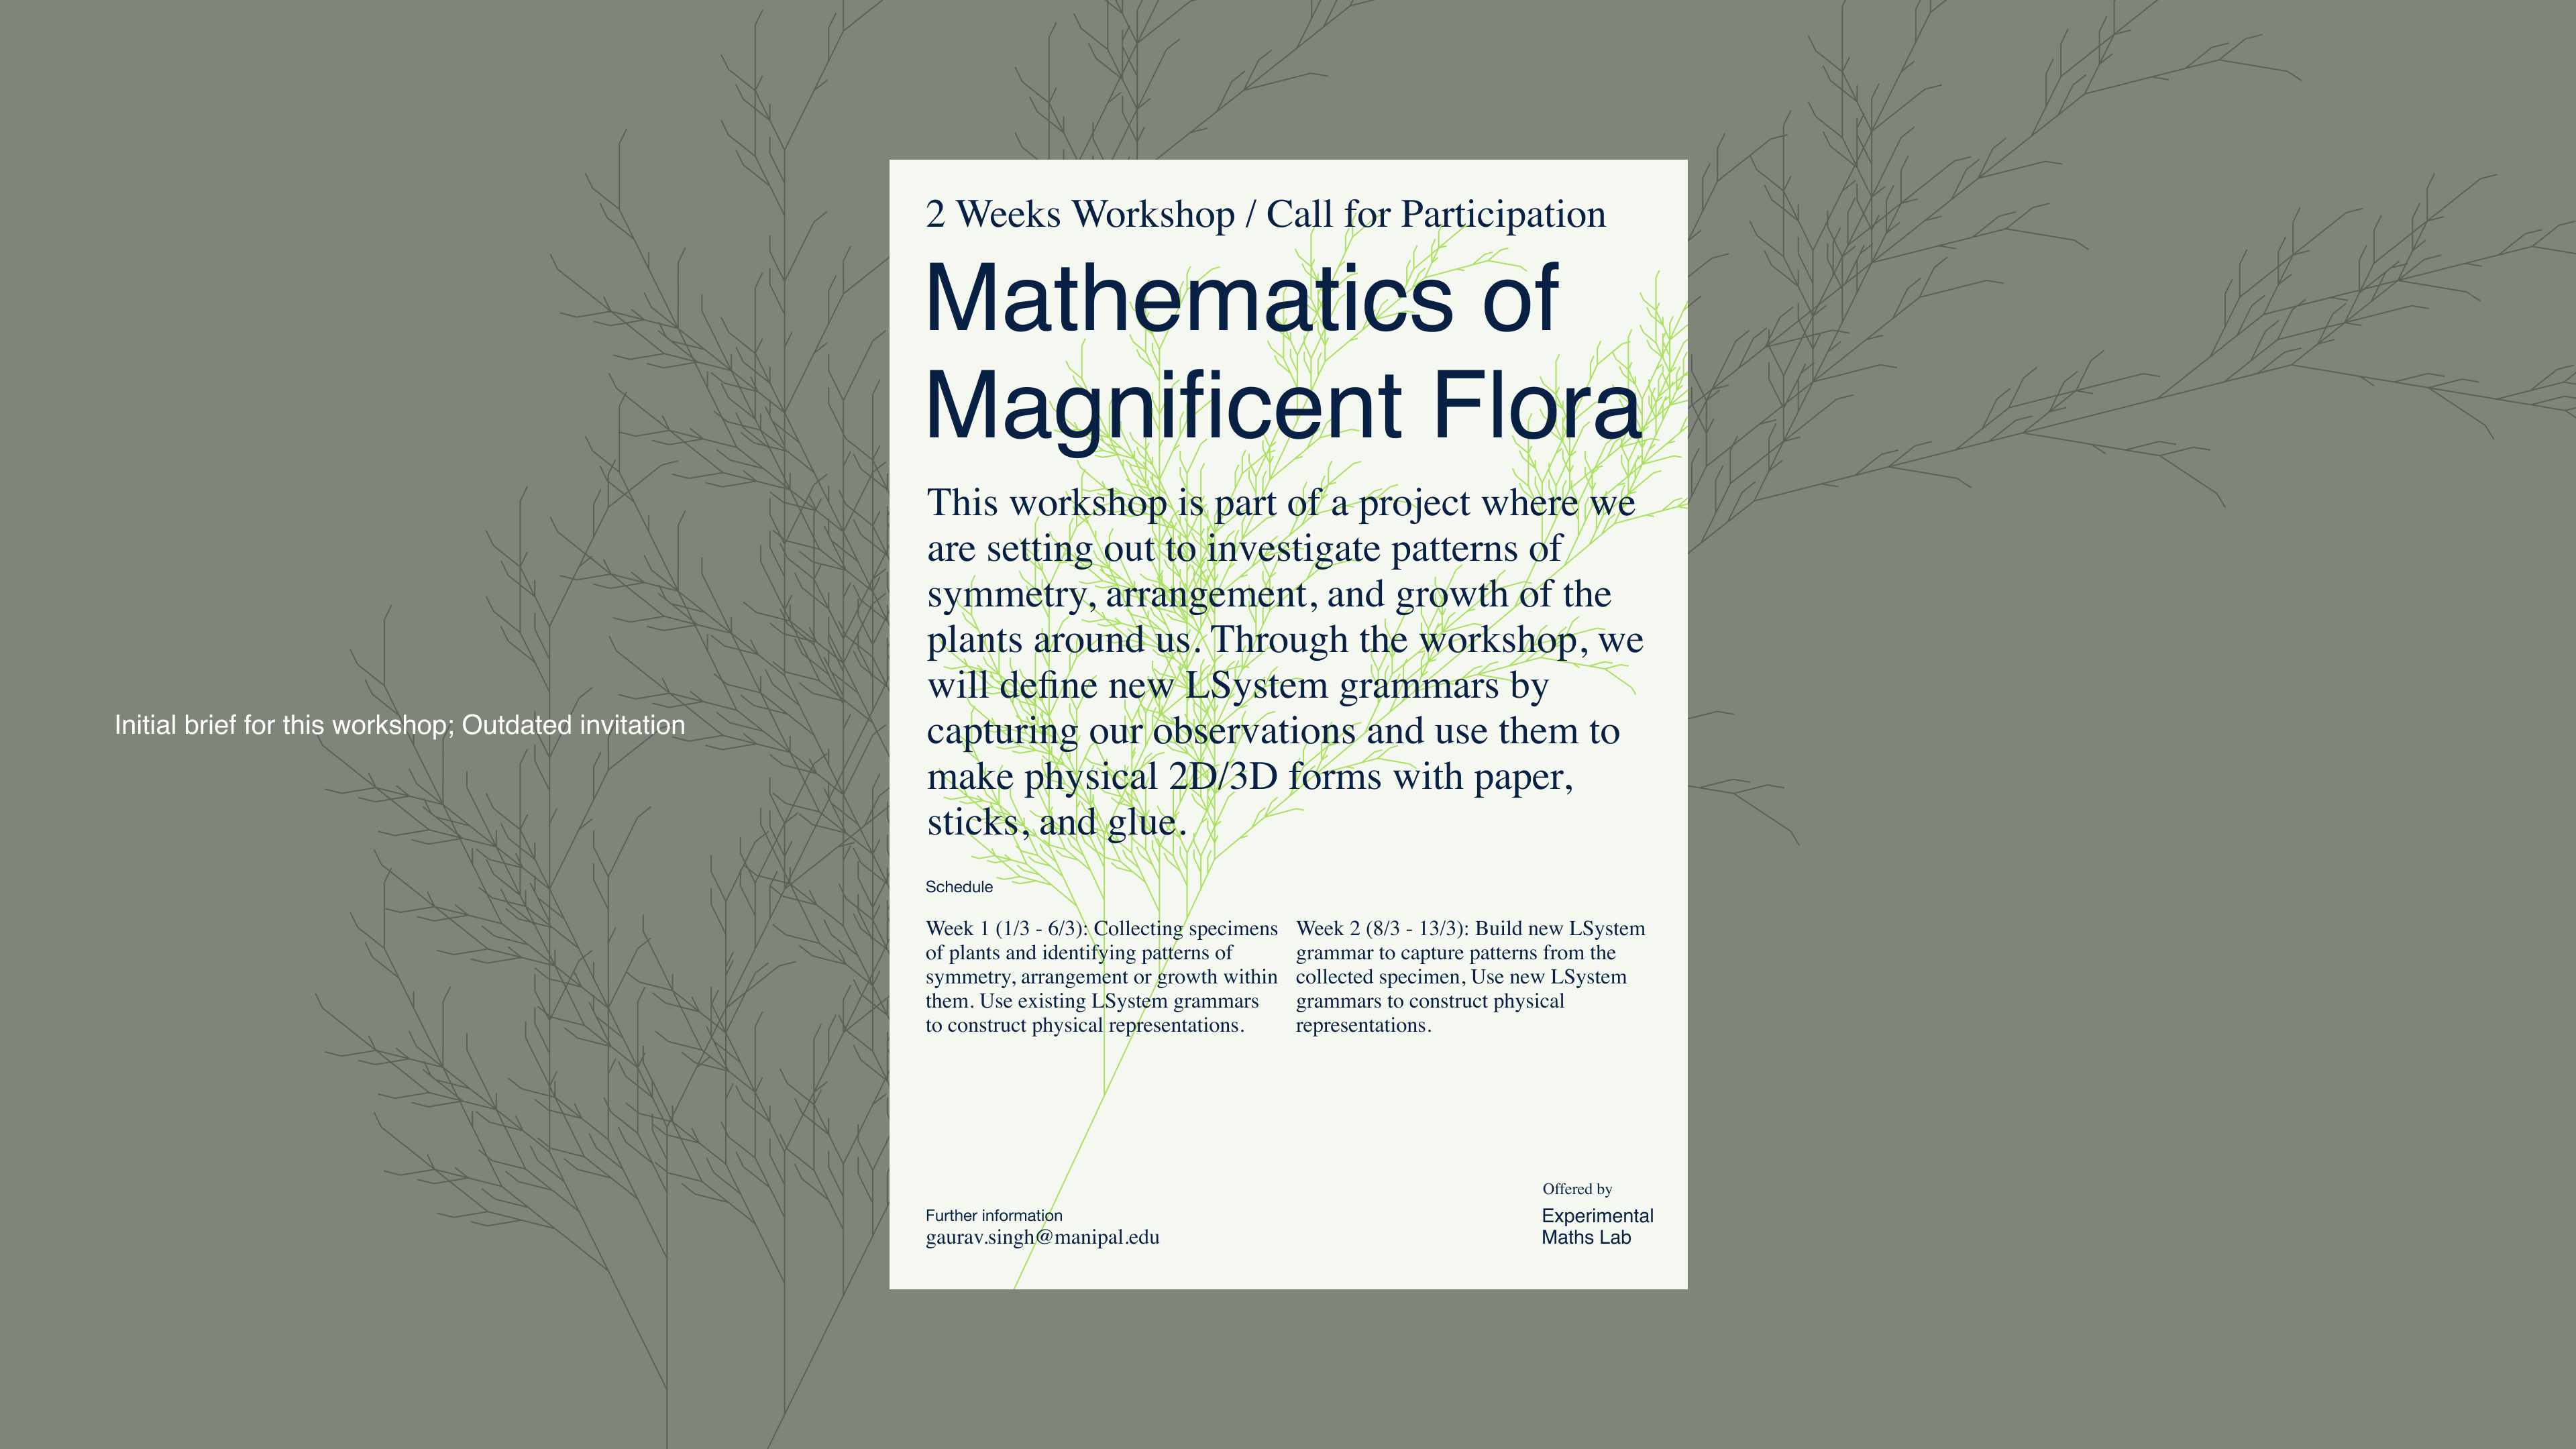 Initial brief for this workshop; Outdated invitation
2 Weeks Workshop / Call for Participation
Mathematics of
Magnificent Flora
This workshop is part of a project where we
are setting out to investigate patterns of
symmetry, arrangement, and growth of the
plants around us. Through the workshop, we
will define new LSystem grammars by
capturing our observations and use them to
make physical 2D/3D forms with paper,
sticks, and glue.
Schedule
Week 1 (1/3 - 6/3): Collecting specimens
of plants and identifying patterns of
symmetry, arrangement or growth within
them. Use existing LSystem grammars
to construct physical representations.
Week 2 (8/3 - 13/3): Build new LSystem
grammar to capture patterns from the
collected specimen, Use new LSystem
grammars to construct physical
representations.
Further information
gaurav.singh@manipal.edu
Offered by
Experimental
Maths Lab